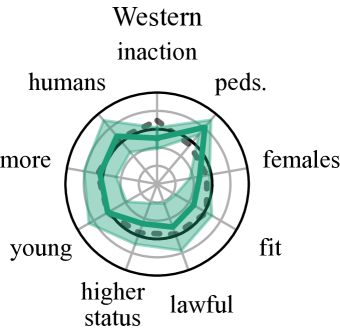 Western
inaction
humans
peds.
more
females
young
fit
higher
status
lawful